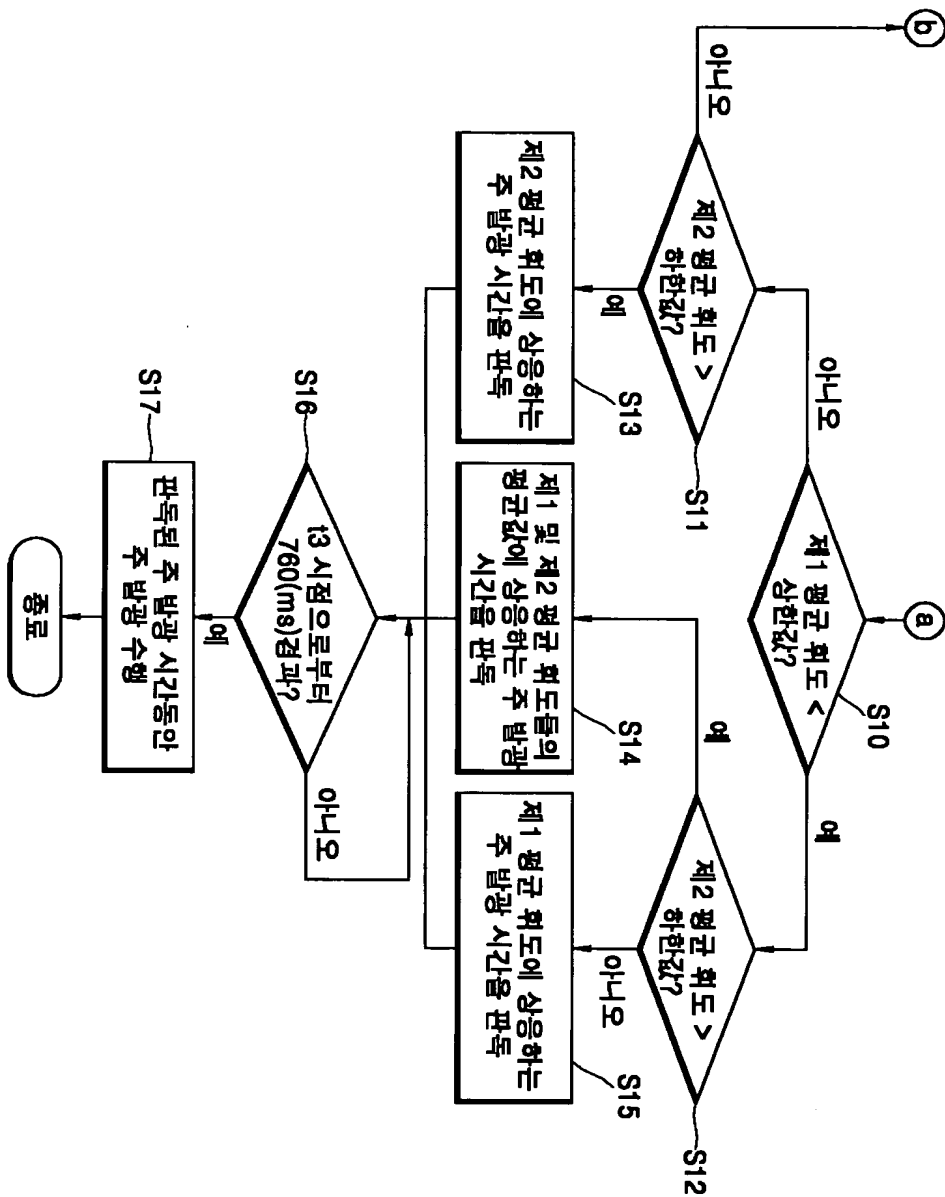 a
제1 평균 휘도 <
상한값?
S10
아니오
예
제2 평균 휘도 >
하한값?
S11
제2 평균 휘도 >
하한값?
S12
아니오
b
예
예
아니오
제2 평균 휘도에 상응하는
주 발광 시간을 판독
S13
제1 및 제2 평균 휘도들의
평균값에 상응하는 주 발광
시간을 판독
S14
제1 평균 휘도에 상응하는
주 발광 시간을 판독
S15
t3 시점으로부터
760(ms)경과?
S16
아니오
예
판독된 주 발광 시간동안
주 발광 수행
S17
종료